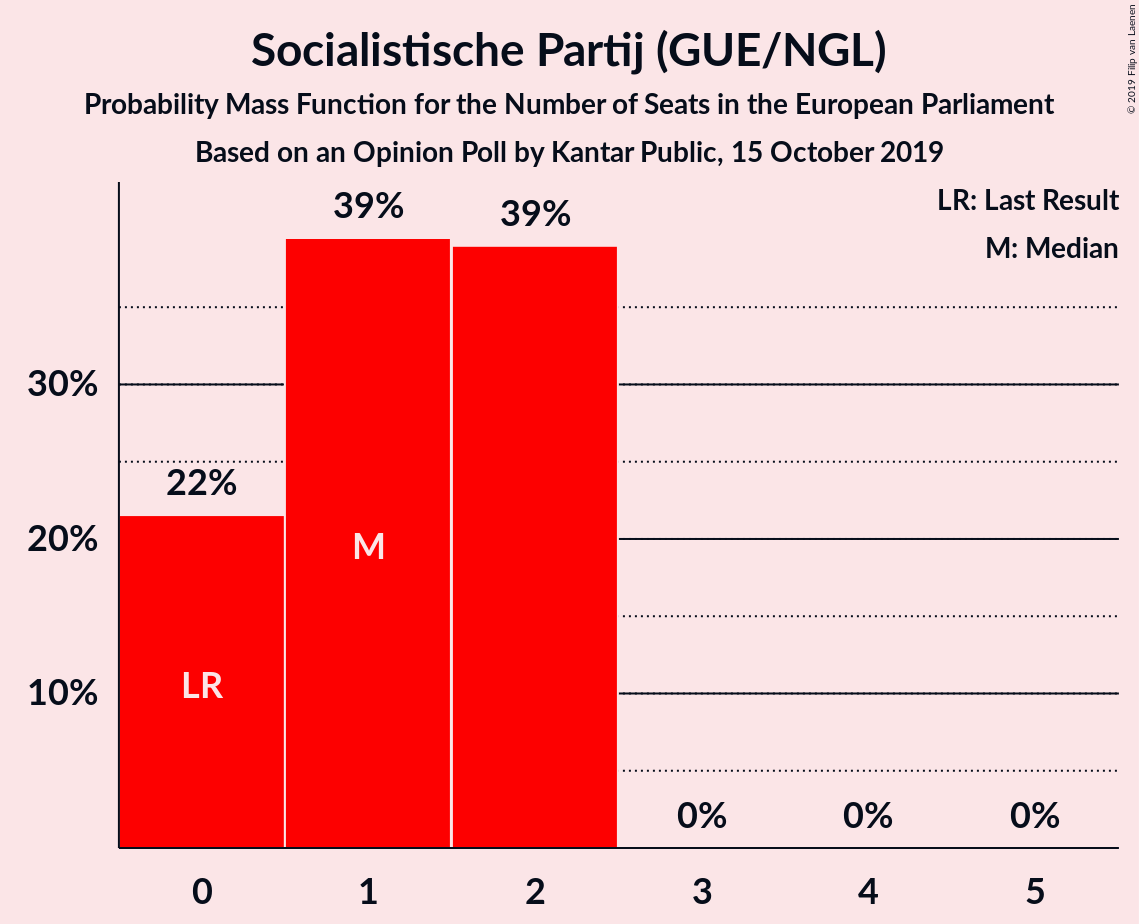 Socialistische Partij (GUE/NGL)
Probability Mass Function for the Number of Seats in the European Parliament
Based on an Opinion Poll by Kantar Public, 15 October 2019
© 2019 Filip van Laenen
LR: Last Result
M: Median
39%
39%
30%
22%
20%
M
LR
10%
0%
0%
0%
0
1
2
3
4
5